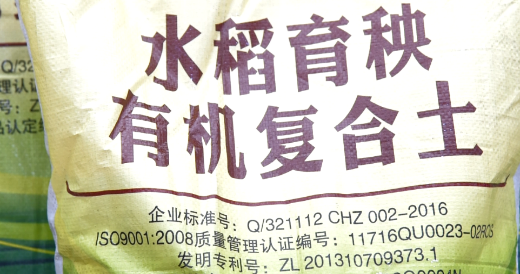 水稻育秧
有机复合土
企业标准号：Q/321112 CHZ 002-2016
ISO9001:2008质量管理认证编号：11716QU0023-02R0S
发明专利号：ZL 201310709373.1